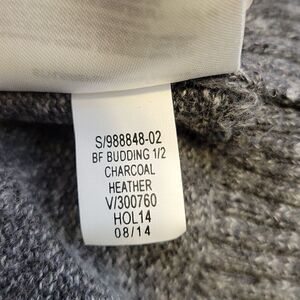 S/988848-02
BF BUDDING 1/2
CHARCOAL
HEATHER
V/300760
HOL14
08/14